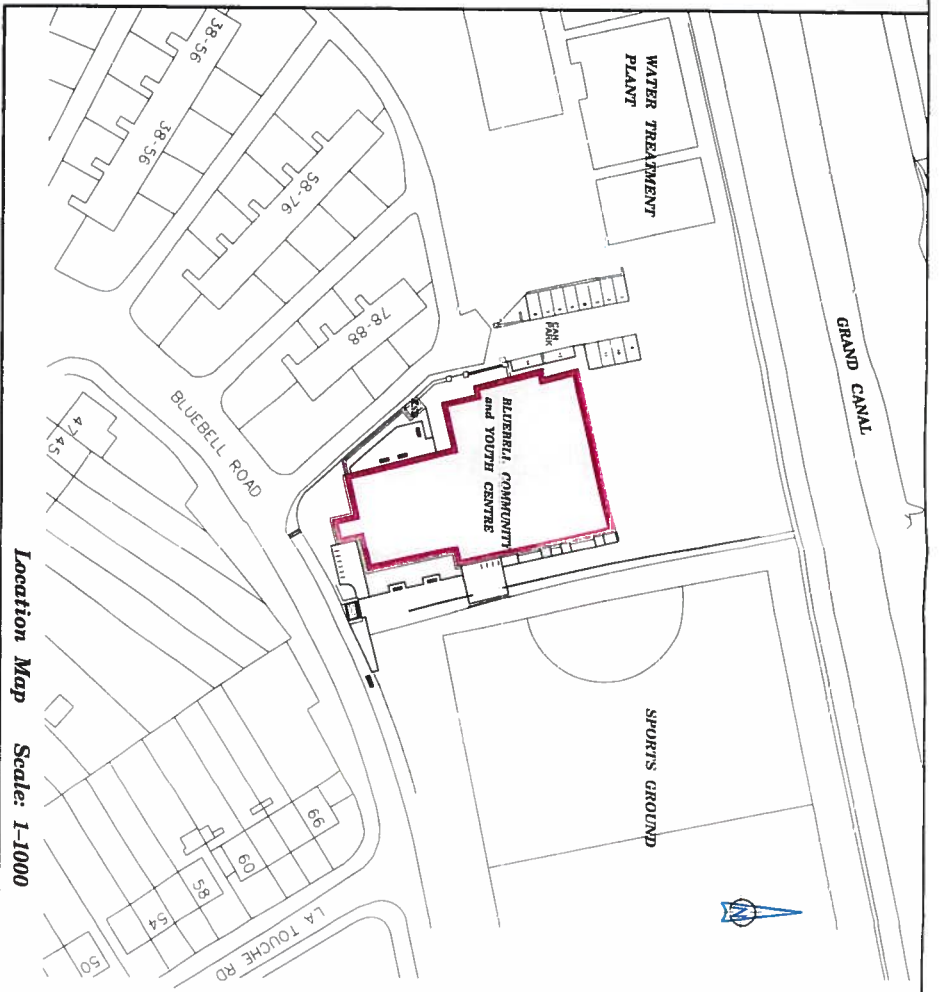 GRAND CANAL
WATER TREATMENT
PLANT
CAR
PARK
BLUEBELL COMMUNITY
and YOUTH CENTRE
SPORTS GROUND
38-56
38-56
58-76
78-88
BLUEBELL ROAD
47
45
66
60
58
54
50
LA TOUCHE RD
N
Location Map Scale: 1-1000